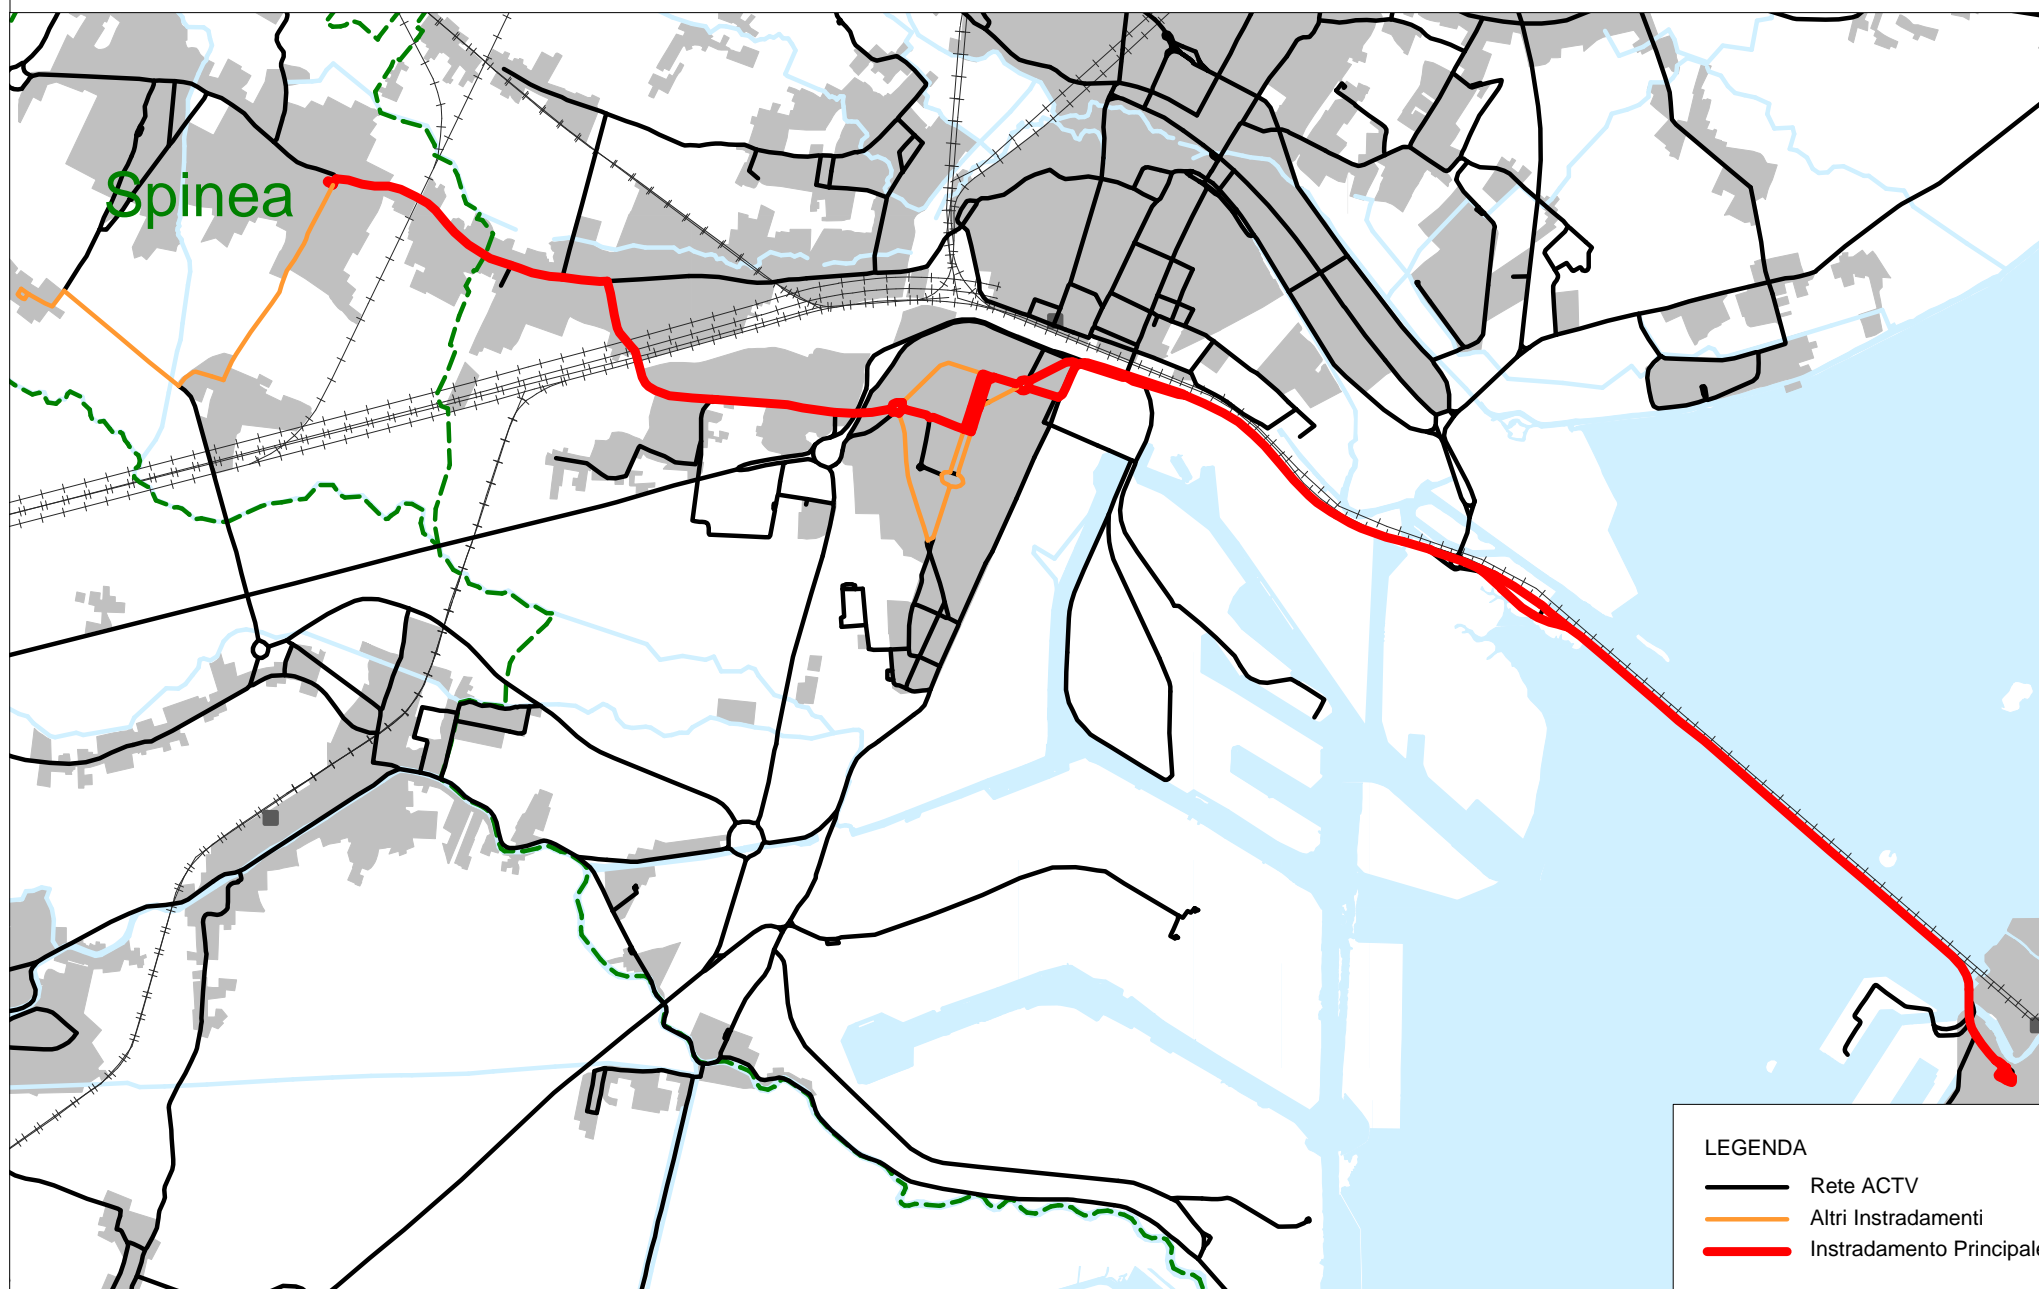 Spinea
LEGENDA
Rete ACTV
Altri Instradamenti
Instradamento Principale